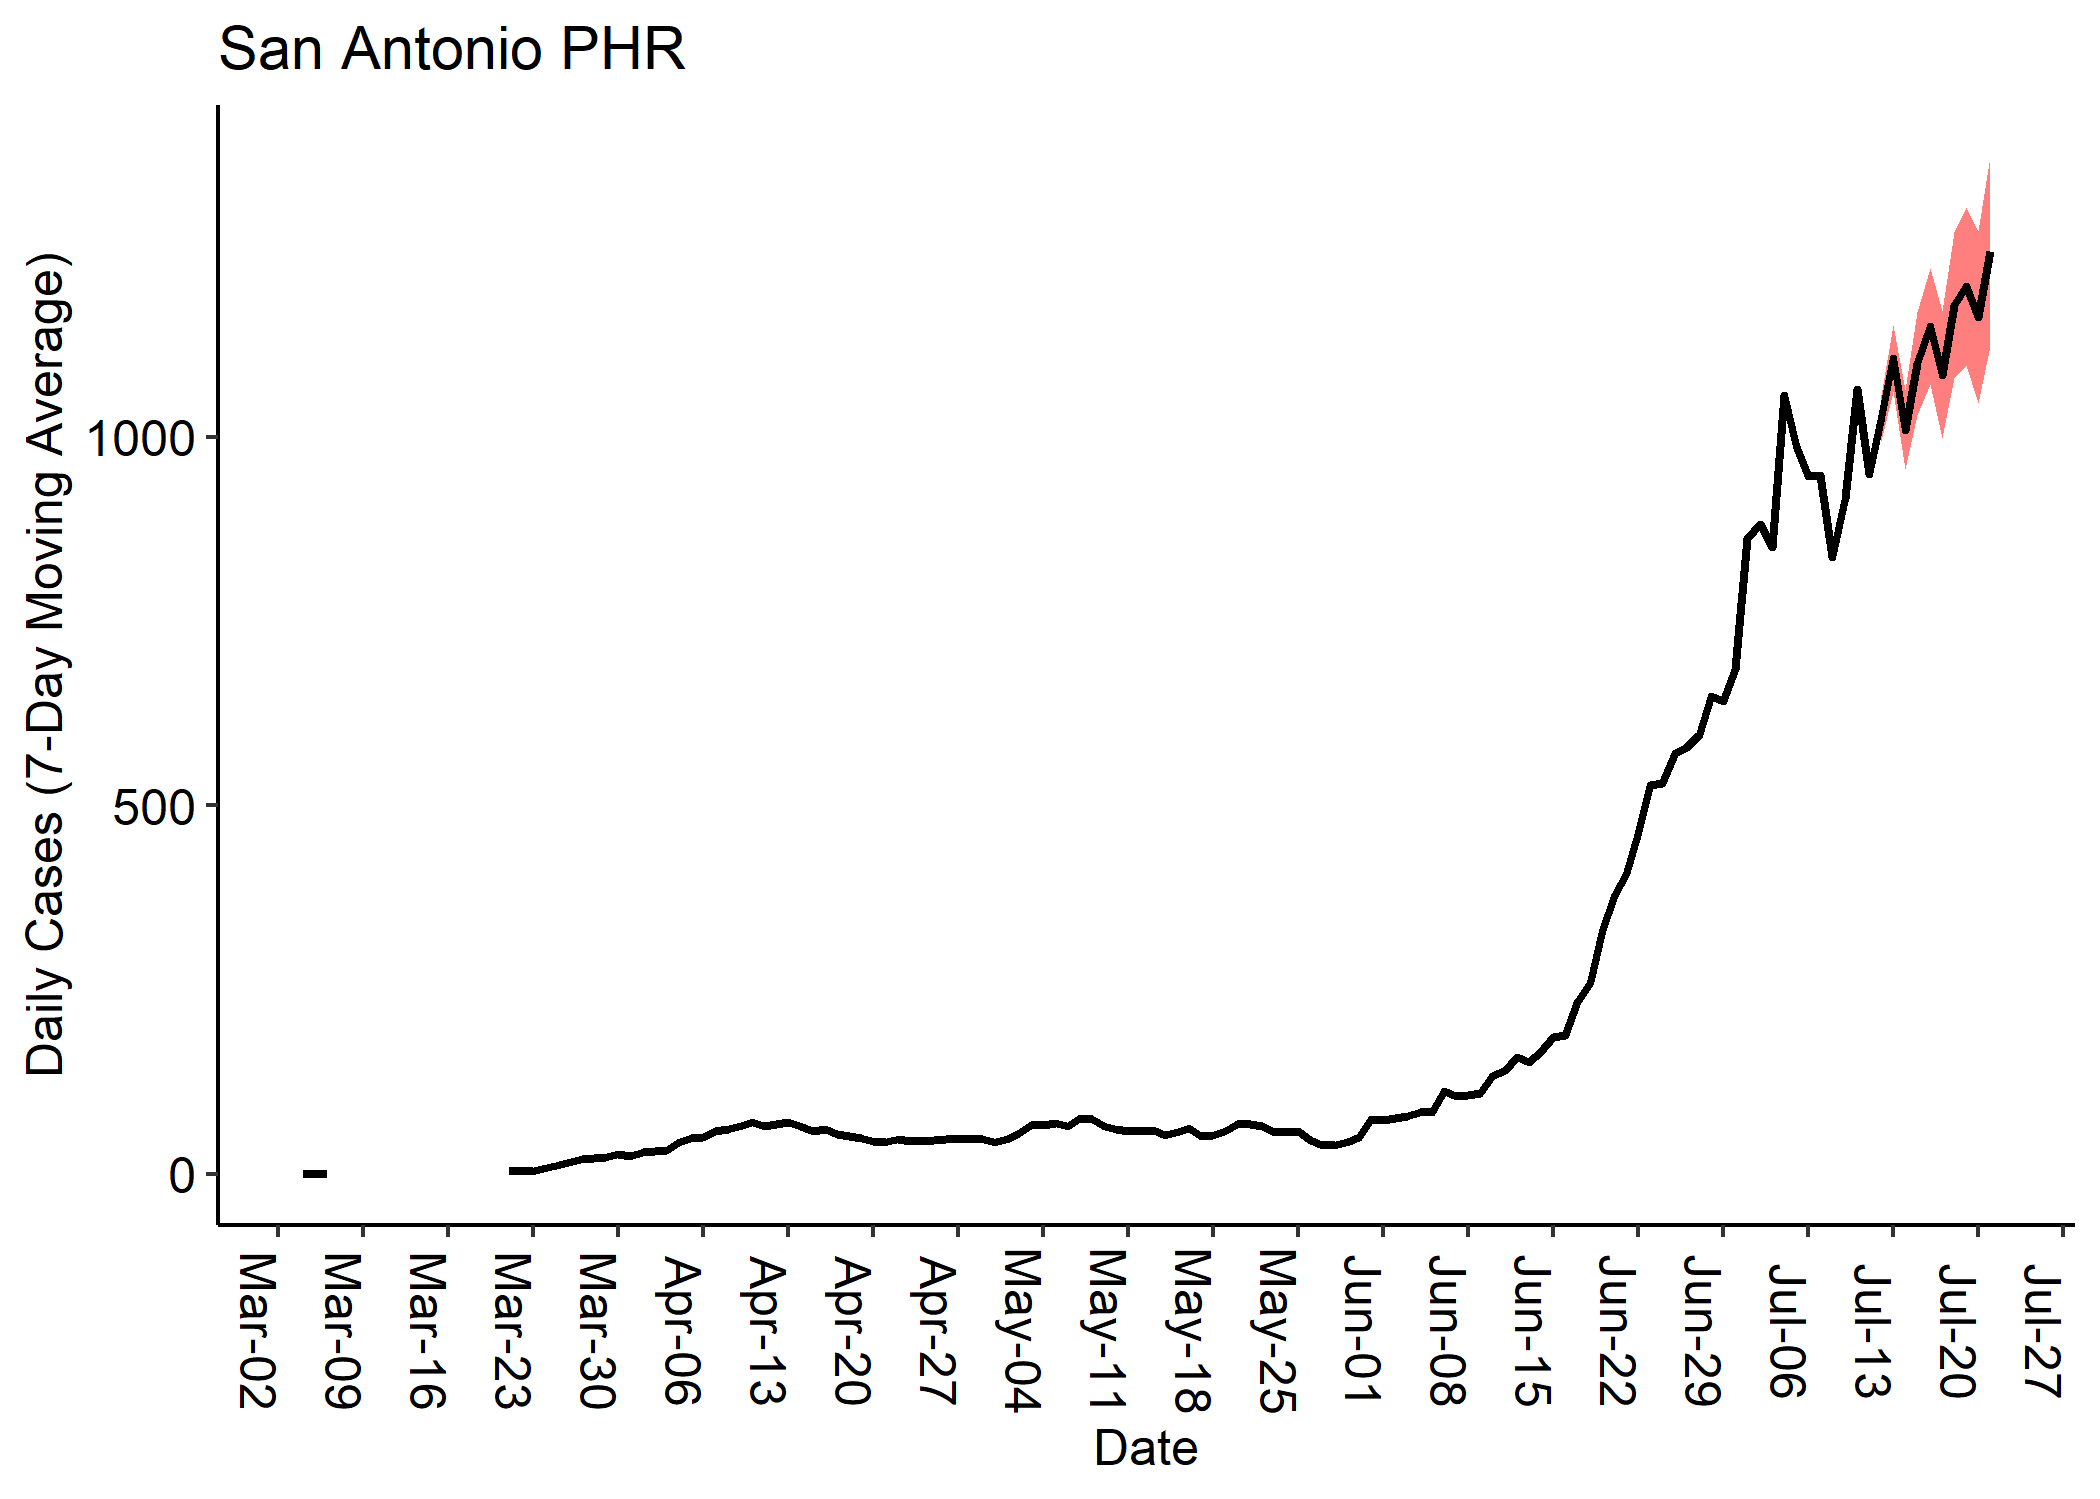 San Antonio PHR
Daily Cases (7-Day Moving Average)
1000
500
0
Mar-02
Mar-09
Mar-16
Mar-23
Mar-30
Apr-06
Apr-13
Apr-20
Apr-27
May-04
May-11
May-18
May-25
Jun-01
Jun-08
Jun-15
Jun-22
Jun-29
Jul-06
Jul-13
Jul-20
Jul-27
Date